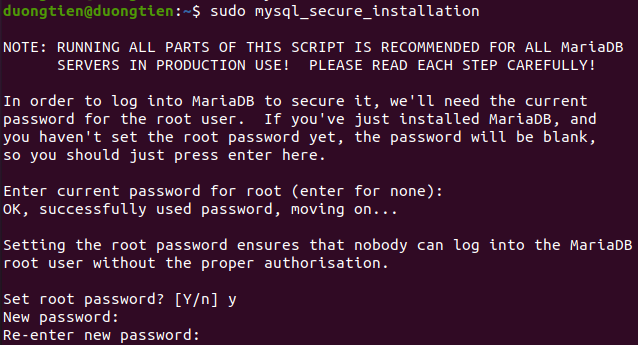 duongtien@duongtien:~$ sudo mysql_secure_installation
NOTE: RUNNING ALL PARTS OF THIS SCRIPT IS RECOMMENDED FOR ALL MariaDB
SERVERS IN PRODUCTION USE!  PLEASE READ EACH STEP CAREFULLY!
In order to log into MariaDB to secure it, we'll need the current
password for the root user.  If you've just installed MariaDB, and
you haven't set the root password yet, the password will be blank,
so you should just press enter here.
Enter current password for root (enter for none):
OK, successfully used password, moving on...
Setting the root password ensures that nobody can log into the MariaDB
root user without the proper authorisation.
Set root password? [Y/n] y
New password:
Re-enter new password: